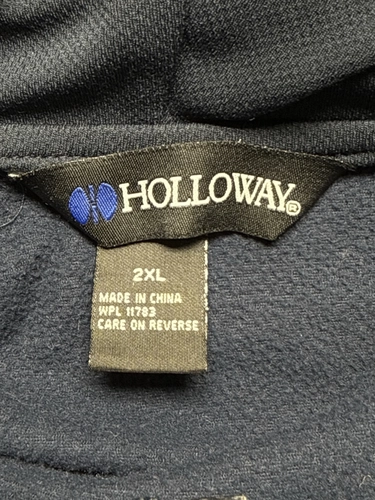 HOLLOWAY®
2XL
MADE IN CHINA
WPL 11783
CARE ON REVERSE